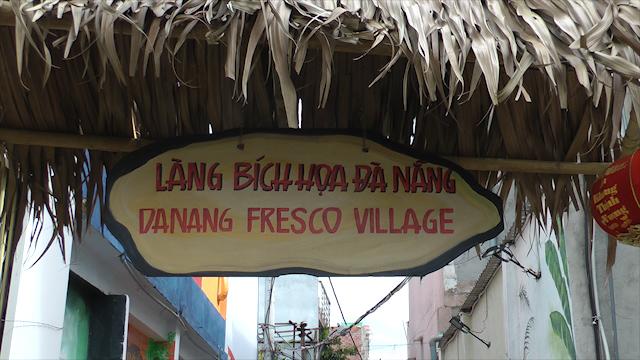 LÀNG BÍCH HỌA ĐÀ NẴNG
DANANG FRESCO VILLAGE